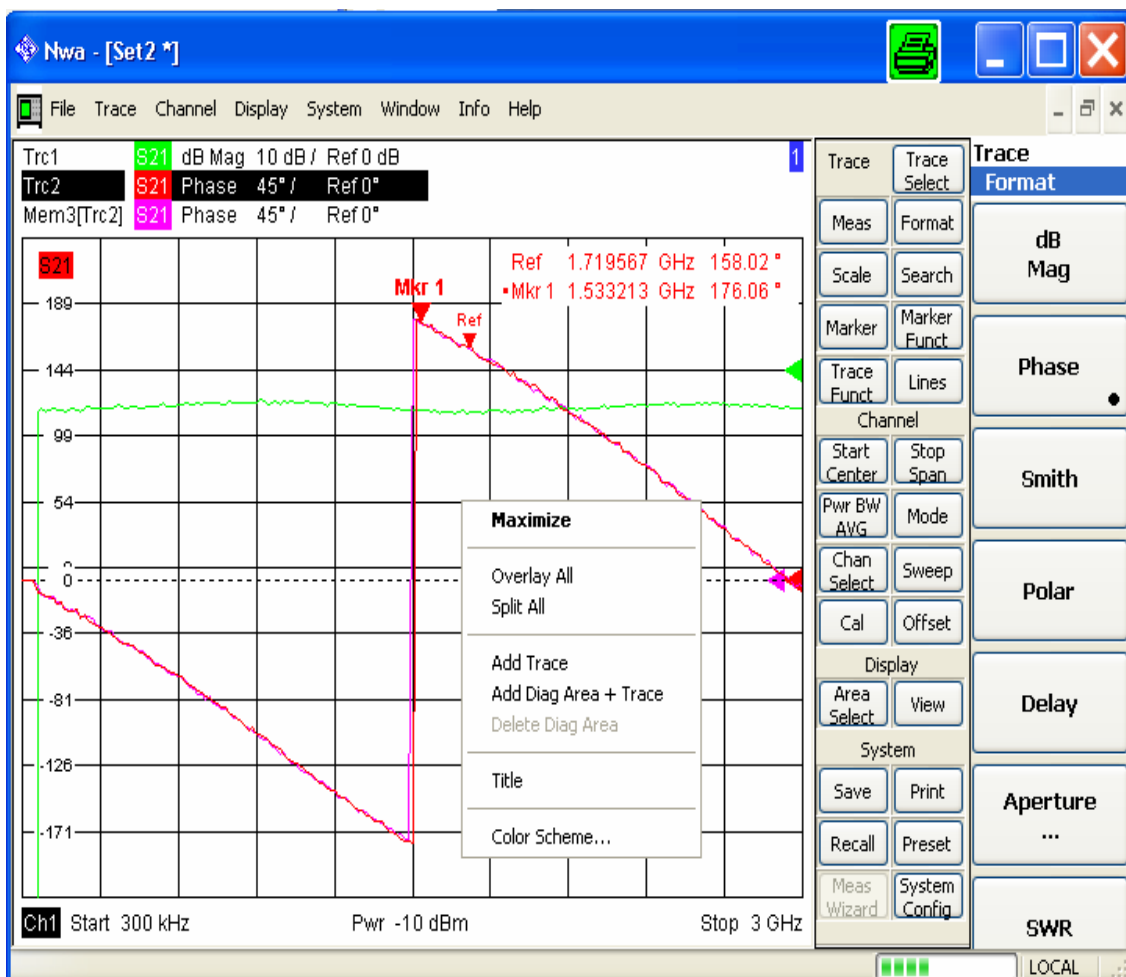 Nwa - [Set2 *]
File Trace Channel Display System Window Info Help
Trc1 S21 dB Mag 10 dB / Ref 0 dB 1
Trc2 S21 Phase 45° / Ref 0°
Mem3[Trc2] S21 Phase 45° / Ref 0°
S21
Ref 1.719567 GHz 158.02 °
•Mkr 1 1.533213 GHz 176.06 °
Mkr 1
Ref
189
144
99
54
0
-36
-81
-126
-171
Maximize
Overlay All
Split All
Add Trace
Add Diag Area + Trace
Delete Diag Area
Title
Color Scheme...
Ch1 Start 300 kHz Pwr -10 dBm Stop 3 GHz
Trace
Trace Select
Meas
Format
Scale
Search
Marker
Marker Funct
Trace Funct
Lines
Channel
Start Center
Stop Span
Pwr BW AVG
Mode
Chan Select
Sweep
Cal
Offset
Display
Area Select
View
System
Save
Print
Recall
Preset
Meas Wizard
System Config
Trace
Format
dB
Mag
Phase
Smith
Polar
Delay
Aperture
...
SWR
LOCAL